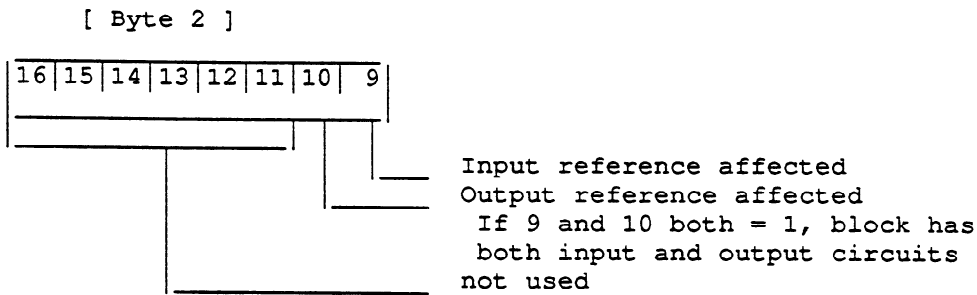 [ Byte 2 ]
16 15 14 13 12 11 10 9
Input reference affected
Output reference affected
If 9 and 10 both = 1, block has
both input and output circuits
not used